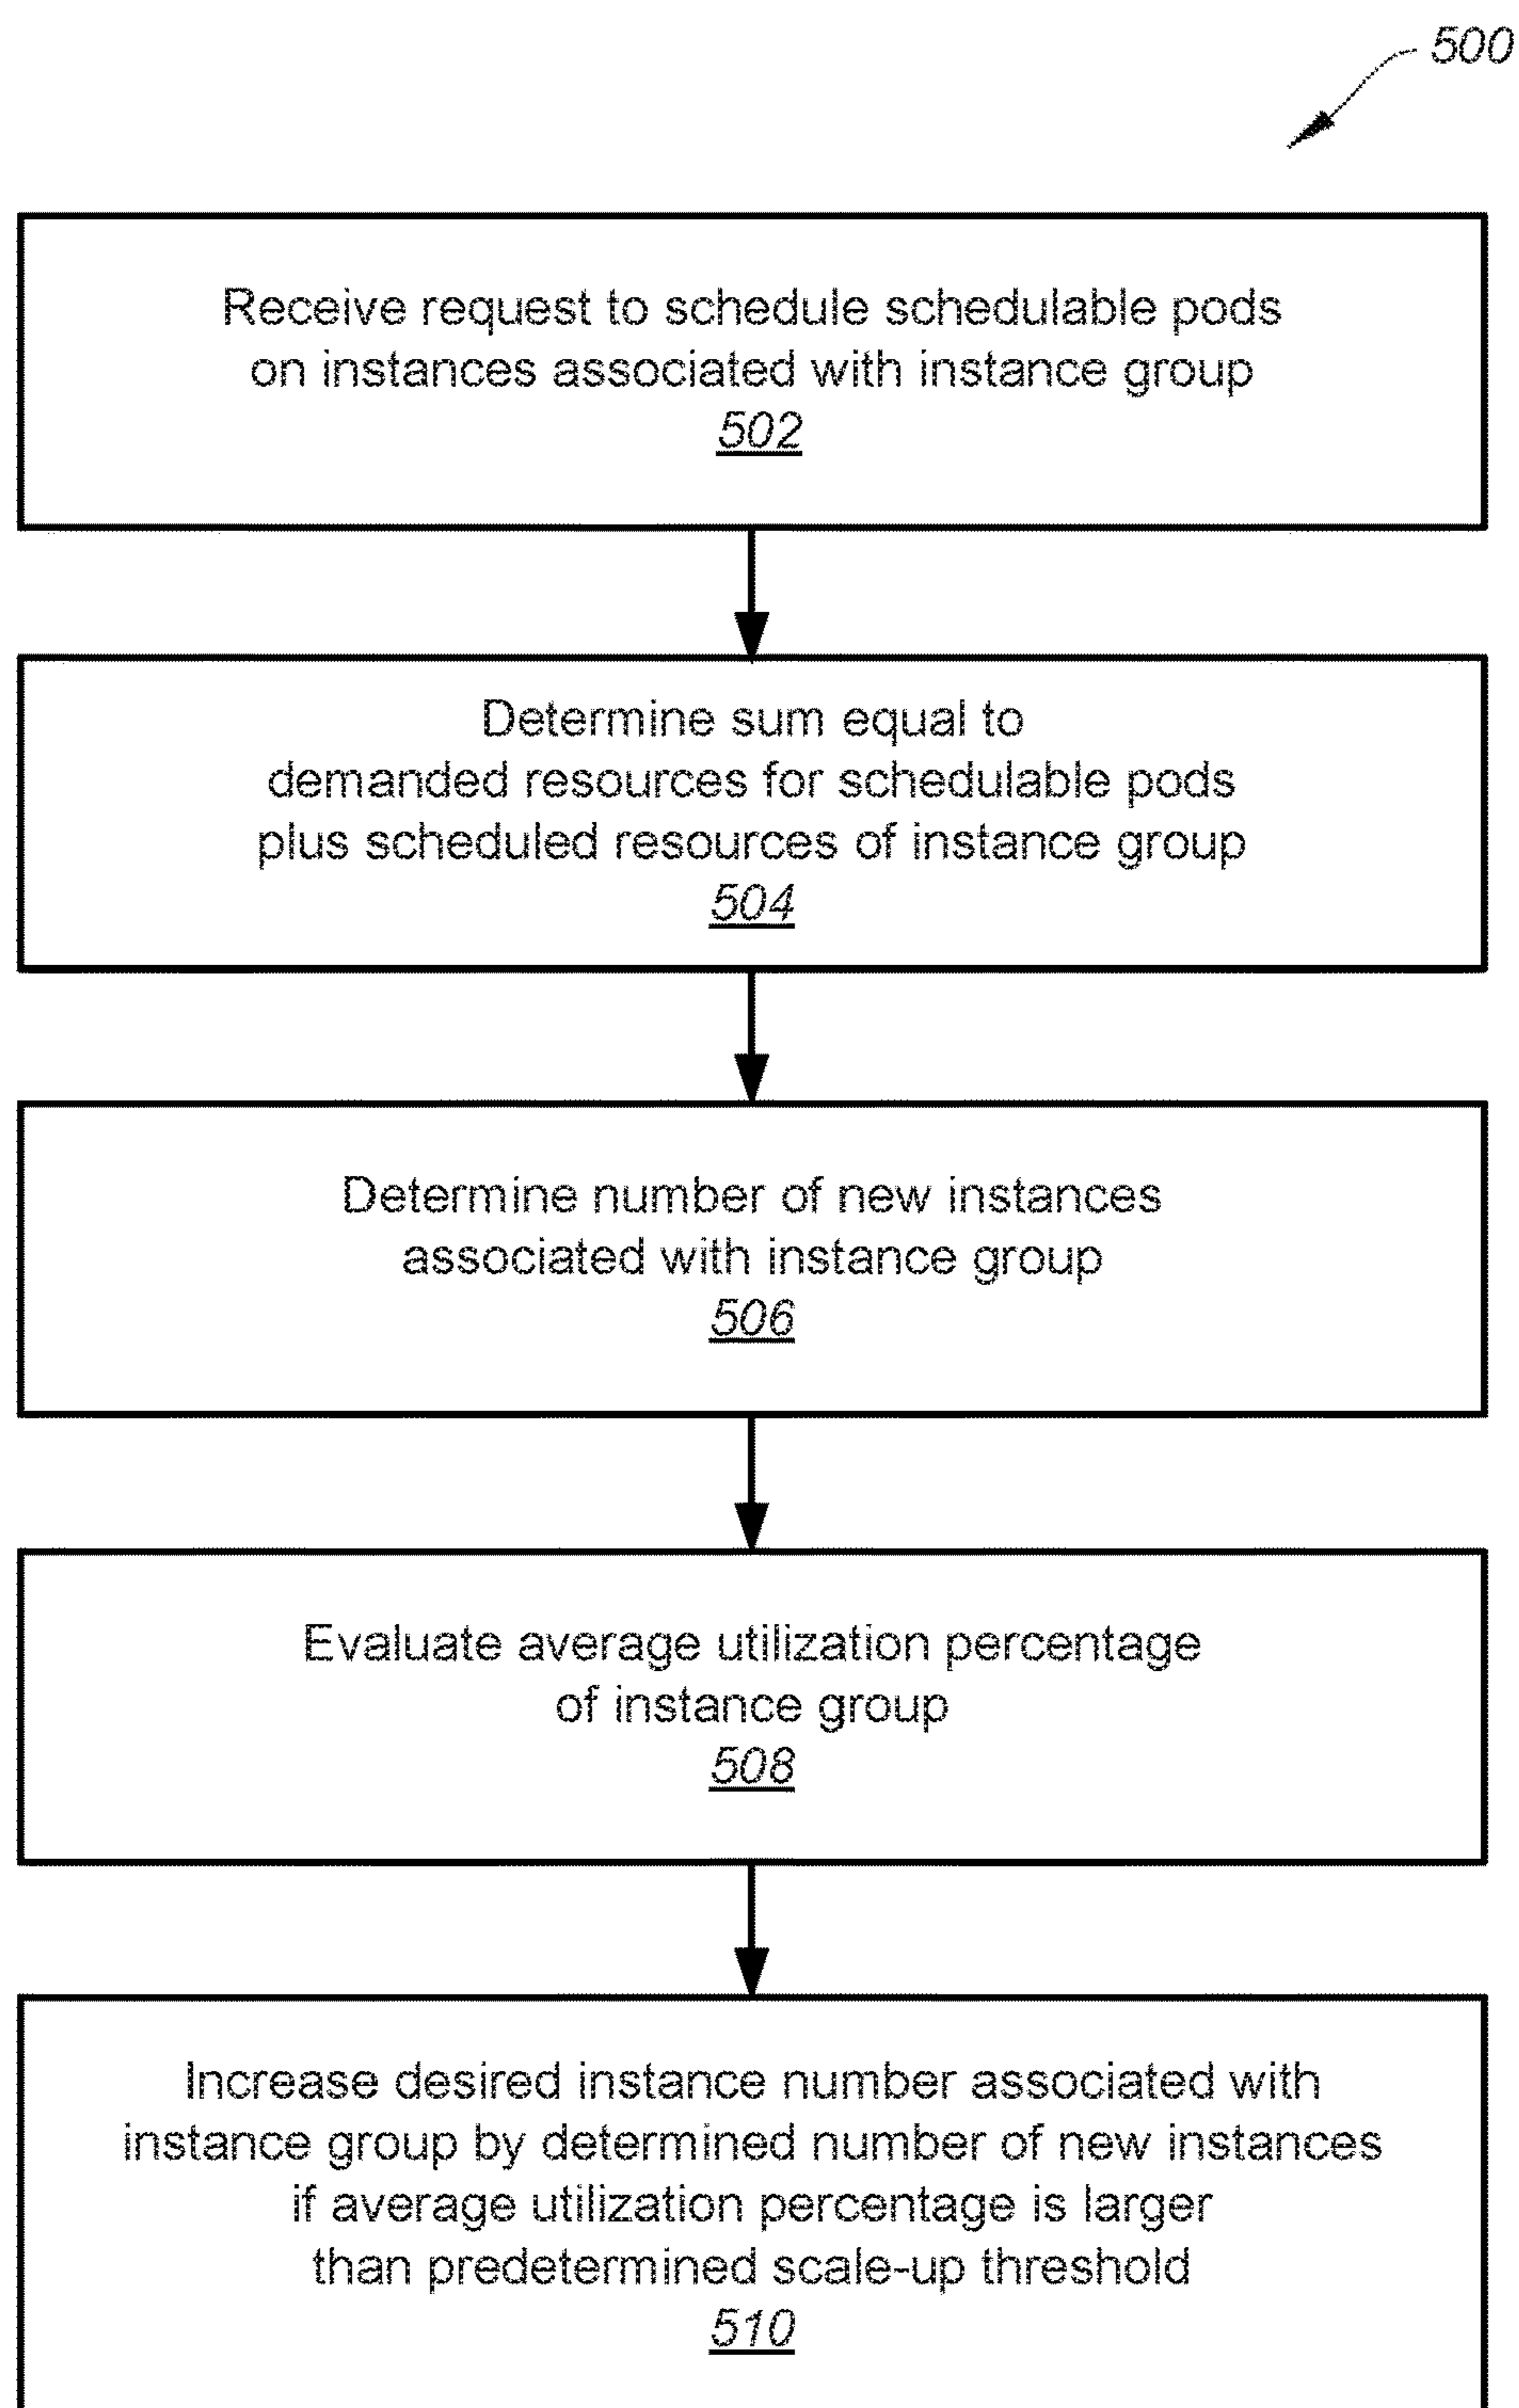 500
Receive request to schedule schedulable pods
on instances associated with instance group
502
Determine sum equal to
demanded resources for schedulable pods
plus scheduled resources of instance group
504
Determine number of new instances
associated with instance group
506
Evaluate average utilization percentage
of instance group
508
Increase desired instance number associated with
instance group by determined number of new instances
if average utilization percentage is larger
than predetermined scale-up threshold
510